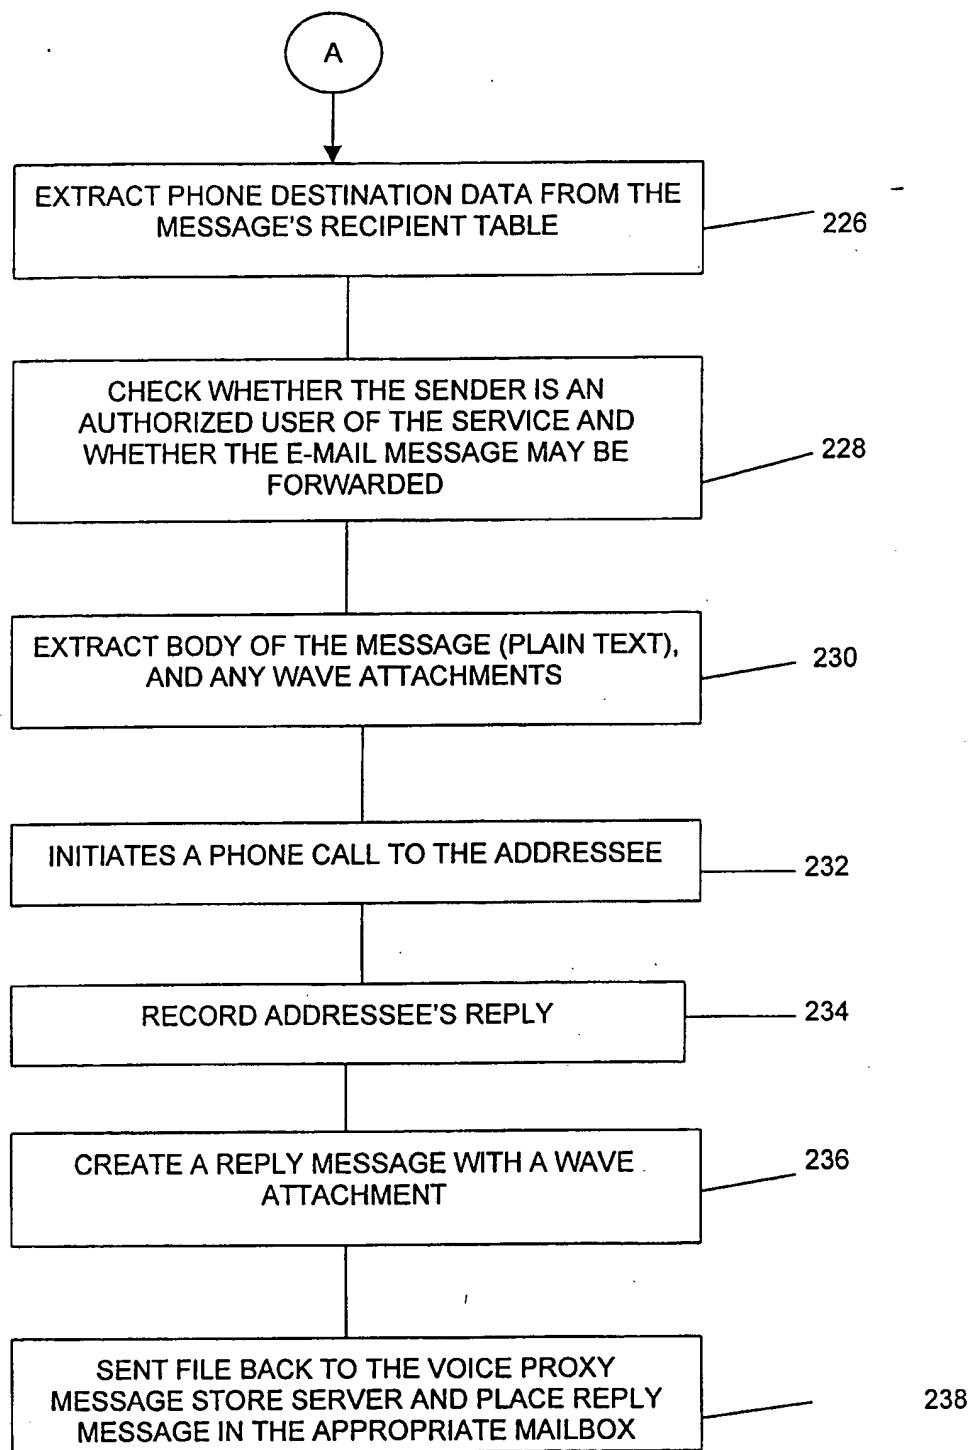 A
EXTRACT PHONE DESTINATION DATA FROM THE
MESSAGE'S RECIPIENT TABLE
226
CHECK WHETHER THE SENDER IS AN
AUTHORIZED USER OF THE SERVICE AND
WHETHER THE E-MAIL MESSAGE MAY BE
FORWARDED
228
EXTRACT BODY OF THE MESSAGE (PLAIN TEXT),
AND ANY WAVE ATTACHMENTS
230
INITIATES A PHONE CALL TO THE ADDRESSEE
232
RECORD ADDRESSEE'S REPLY
234
CREATE A REPLY MESSAGE WITH A WAVE
ATTACHMENT
236
SENT FILE BACK TO THE VOICE PROXY
MESSAGE STORE SERVER AND PLACE REPLY
MESSAGE IN THE APPROPRIATE MAILBOX
238